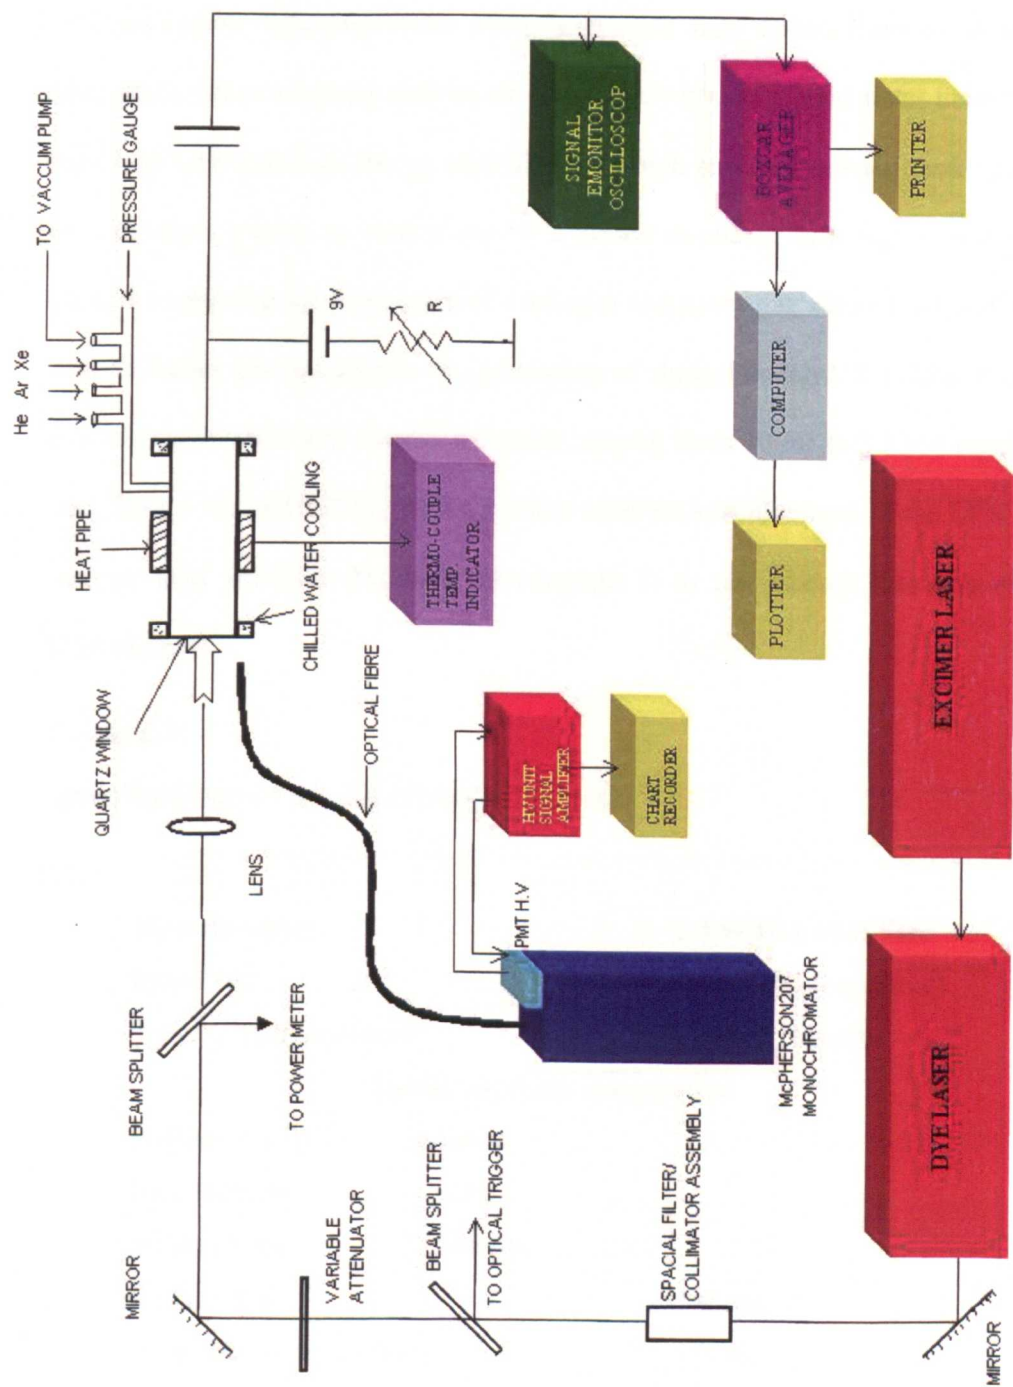 MIRROR
BEAM SPLITTER
TO POWER METER
LENS
QUARTZ WINDOW
HEAT PIPE
CHILLED WATER COOLING
He Ar Xe
TO VACCUM PUMP
PRESSURE GAUGE
9V
R
VARIABLE
ATTENUATOR
BEAM SPLITTER
TO OPTICAL TRIGGER
SPACIAL FILTER/
COLLIMATOR ASSEMBLY
MIRROR
OPTICAL FIBRE
PMT H.V
McPHERSON207
MONOCHROMATOR
HV UNIT
SIGNAL
AMPLIFIER
CHART
RECORDER
THERMO-COUPLE
TEMP.
INDICATOR
SIGNAL
EMONITOR
OSCILLOSCOP
BOXCAR
AVERAGER
PRINTER
COMPUTER
PLOTTER
DYE LASER
EXCIMER LASER